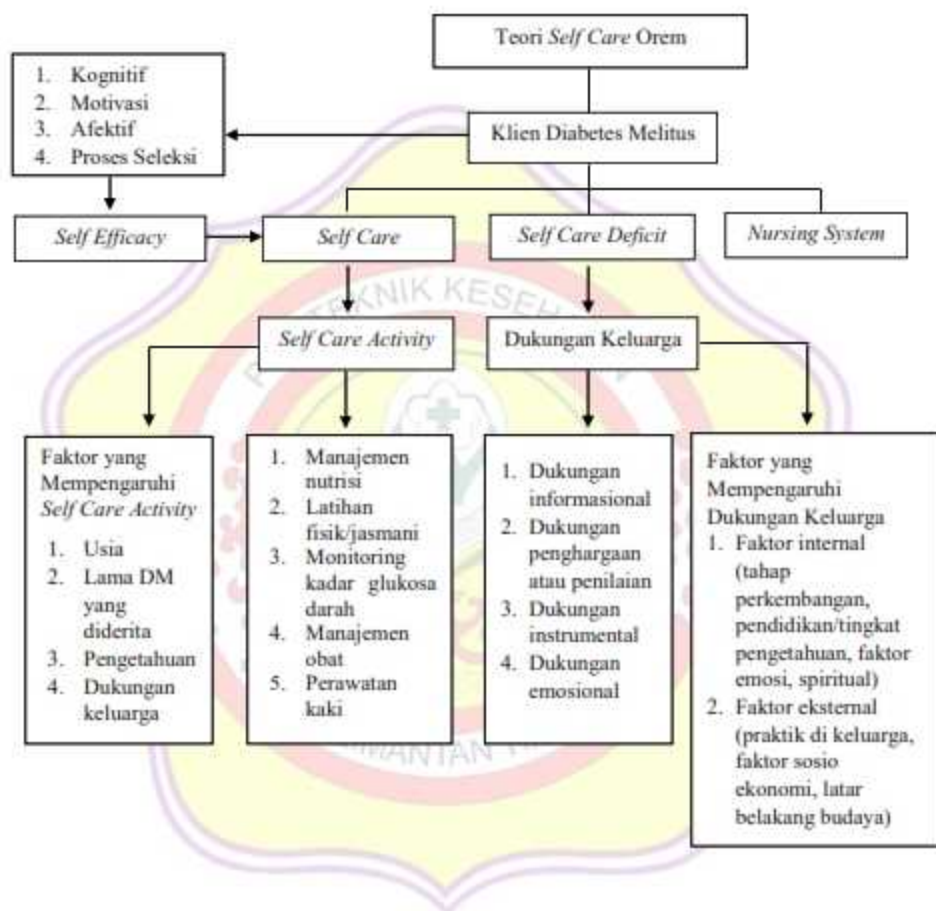 Teori Self Care Orem
1. Kognitif
2. Motivasi
3. Afektif
4. Proses Seleksi
Klien Diabetes Melitus
Self Efficacy
Self Care
Self Care Deficit
Nursing System
TEKNIK KESEH
Self Care Activity
Dukungan Keluarga
Faktor yang
Mempengaruhi
Self Care Activity
1. Usia
2. Lama DM
yang
diderita
3. Pengetahuan
4. Dukungan
keluarga
1. Manajemen
nutrisi
2. Latihan
fisik/jasmani
3. Monitoring
kadar glukosa
darah
4. Manajemen
obat
5. Perawatan
kaki
1. Dukungan
informasional
2. Dukungan
penghargaan
atau penilaian
3. Dukungan
instrumental
4. Dukungan
emosional
Faktor yang
Mempengaruhi
Dukungan Keluarga
1. Faktor internal
(tahap
perkembangan,
pendidikan/tingkat
pengetahuan, faktor
emosi, spiritual)
2. Faktor eksternal
(praktik di keluarga,
faktor sosio
ekonomi, latar
belakang budaya)
IMANTAN TI